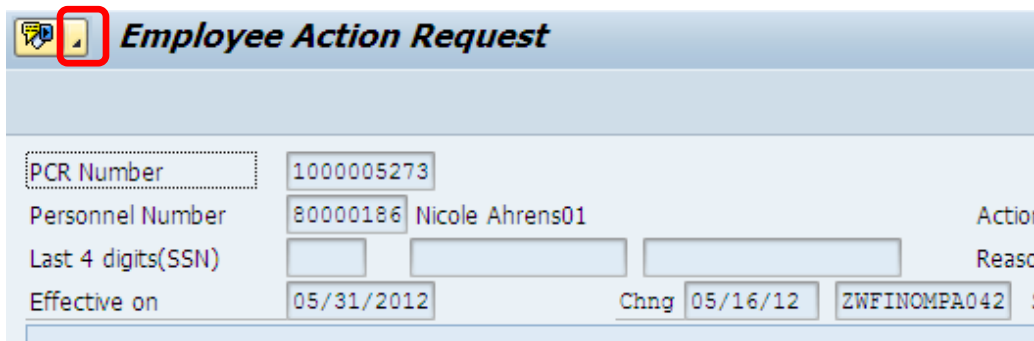 Employee Action Request
PCR Number 1000005273
Personnel Number 80000186 Nicole Ahrens01
Last 4 digits(SSN)
Effective on 05/31/2012 Chng 05/16/12 ZWFINOMPA042